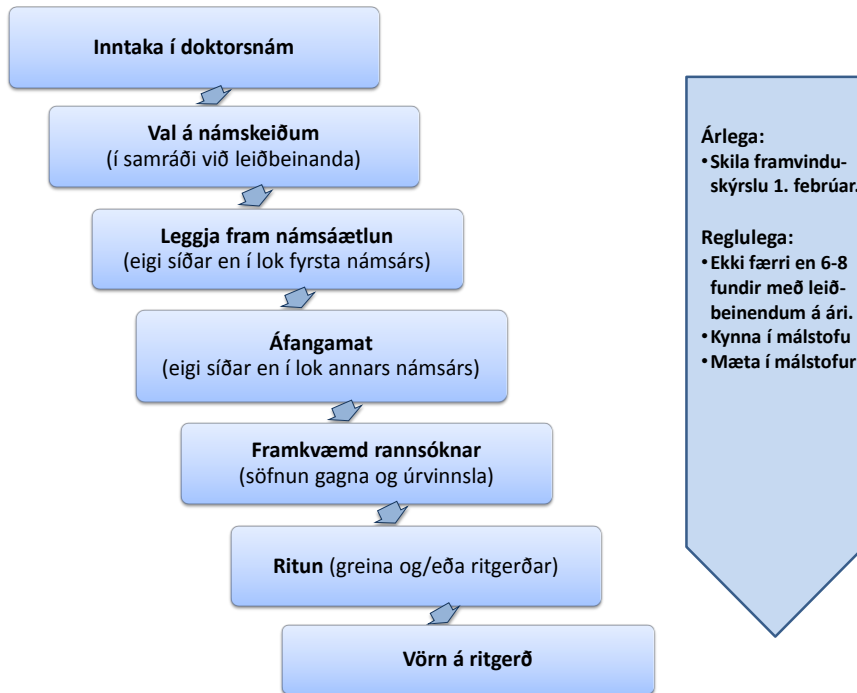 Inntaka í doktorsnám
Val á námskeiðum
(í samráði við leiðbeinanda)
Leggja fram námsáætlun
(eigi síðar en í lok fyrsta námsárs)
Áfangamat
(eigi síðar en í lok annars námsárs)
Framkvæmd rannsóknar
(söfnun gagna og úrvinnsla)
Ritun (greina og/eða ritgerðar)
Vörn á ritgerð
Árlega:
• Skila framvindu-
skýrslu 1. febrúar.
Reglulega:
• Ekki færri en 6-8
fundir með leið-
beinendum á ári.
• Kynna í málstofu
• Mæta í málstofur